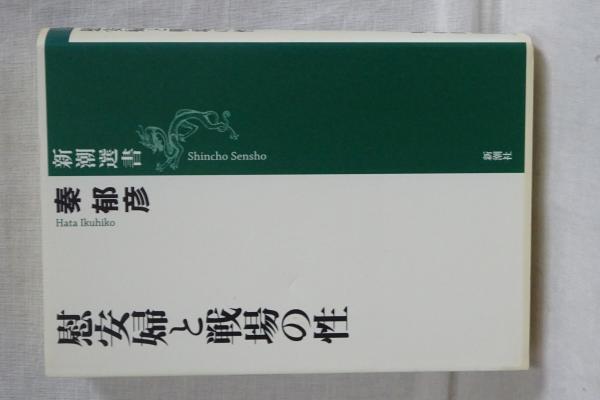 新潮選書
Shincho Sensho
秦郁彦
Hata Ikuhiko
慰安婦と戦場の性
新潮社